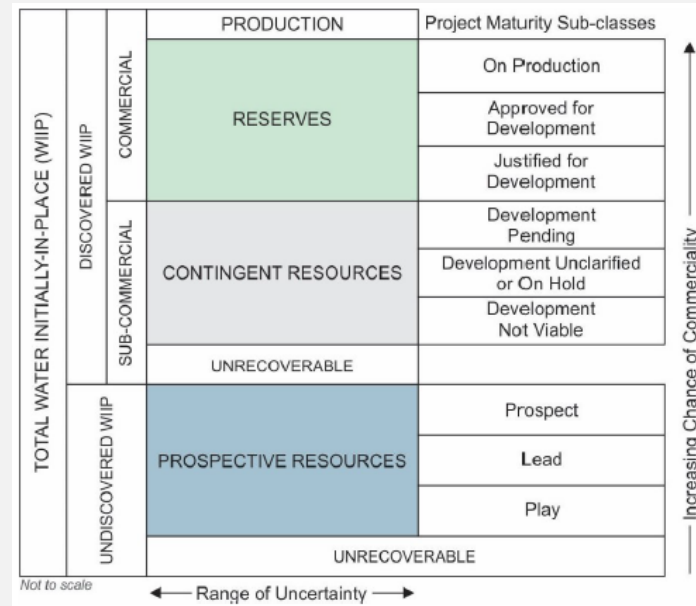 TOTAL WATER INITIALLY-IN-PLACE (WIIP)
DISCOVERED WIIP
COMMERCIAL
PRODUCTION
Project Maturity Sub-classes
RESERVES
On Production
Approved for
Development
Justified for
Development
SUB-COMMERCIAL
CONTINGENT RESOURCES
Development
Pending
Development Unclarified
or On Hold
Development
Not Viable
UNRECOVERABLE
UNDISCOVERED WIIP
PROSPECTIVE RESOURCES
Prospect
Lead
Play
UNRECOVERABLE
Increasing Chance of Commerciality
Not to scale
Range of Uncertainty